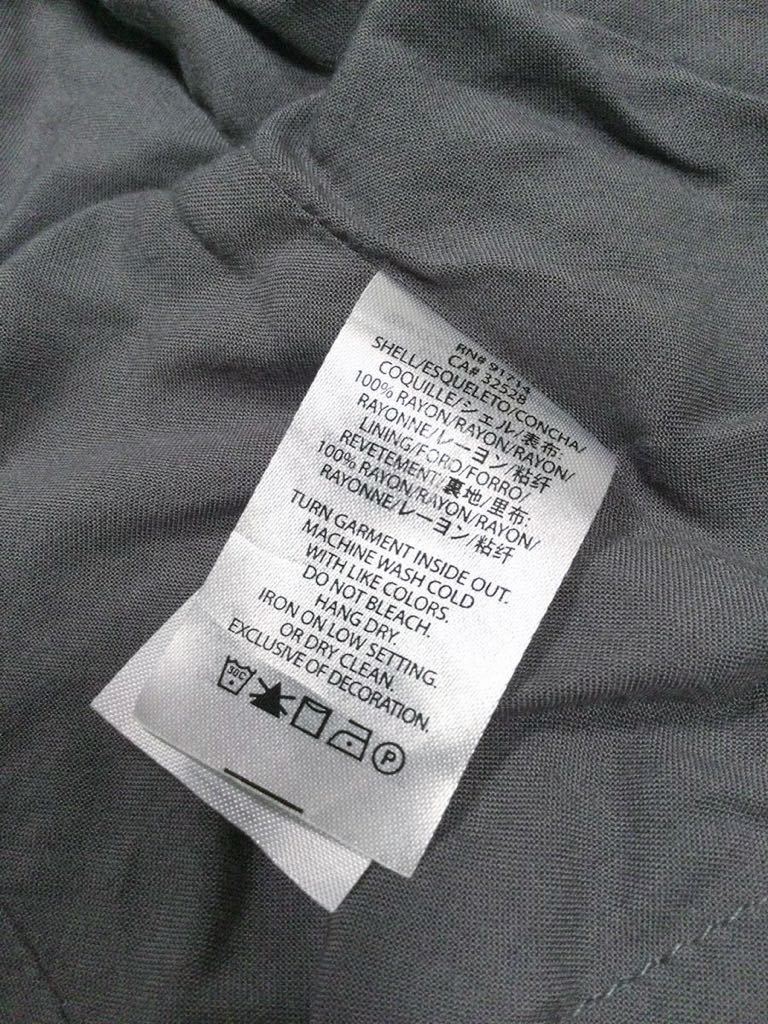 RN# 91714
CA# 32528
SHELL/ESQUELETO/CONCHA/
COQUILLE/シェル/表布:
100% RAYON/RAYON/RAYON/
RAYONNE/レーヨン/粘纤
LINING/FORO/FORRO/
REVETEMENT/裏地/里布:
100% RAYON/RAYON/RAYON/
RAYONNE/レーヨン/粘纤
TURN GARMENT INSIDE OUT.
MACHINE WASH COLD
WITH LIKE COLORS.
DO NOT BLEACH.
HANG DRY.
IRON ON LOW SETTING.
OR DRY CLEAN.
EXCLUSIVE OF DECORATION.
30C P